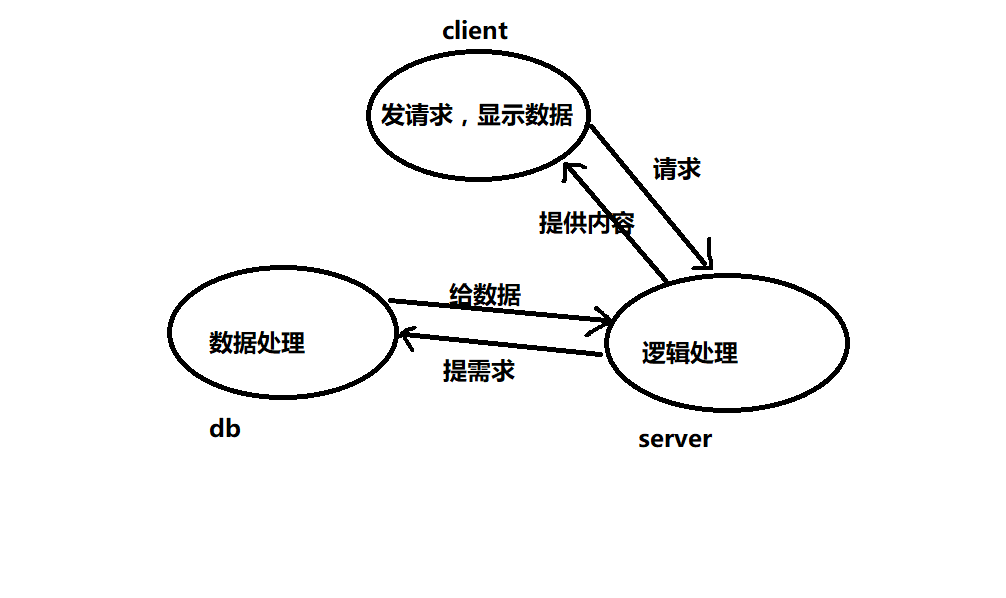 client
发请求，显示数据
请求
提供内容
给数据
数据处理
逻辑处理
提需求
db
server